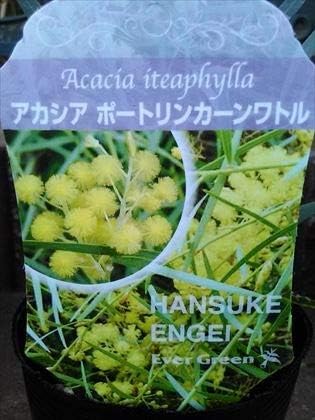 Acacia iteaphylla
アカシア ポートリンカーンワトル
HANSUKE
ENGEI
Ever Green